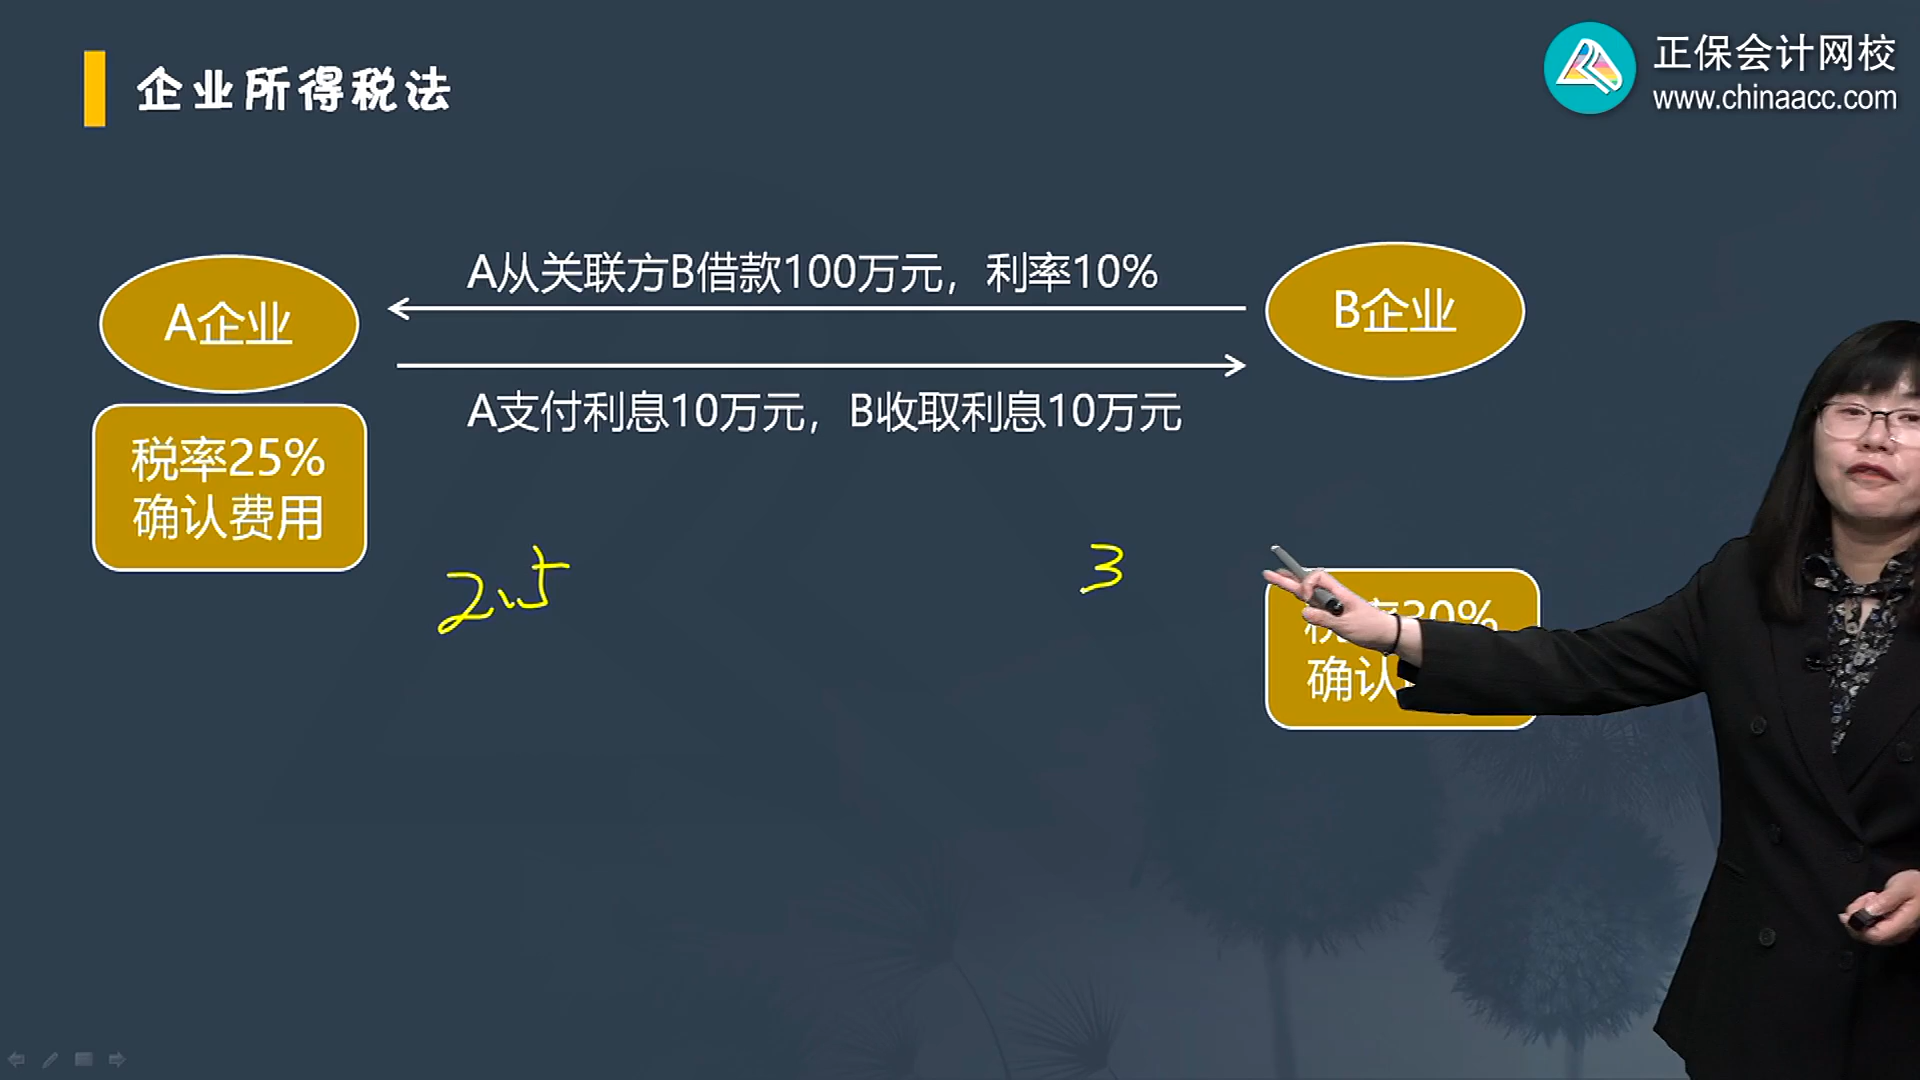 企业所得税法
正保会计网校
www.chinaacc.com
A从关联方B借款100万元，利率10%
A企业
B企业
A支付利息10万元，B收取利息10万元
税率25%
确认费用
2.5
3
30%
确认